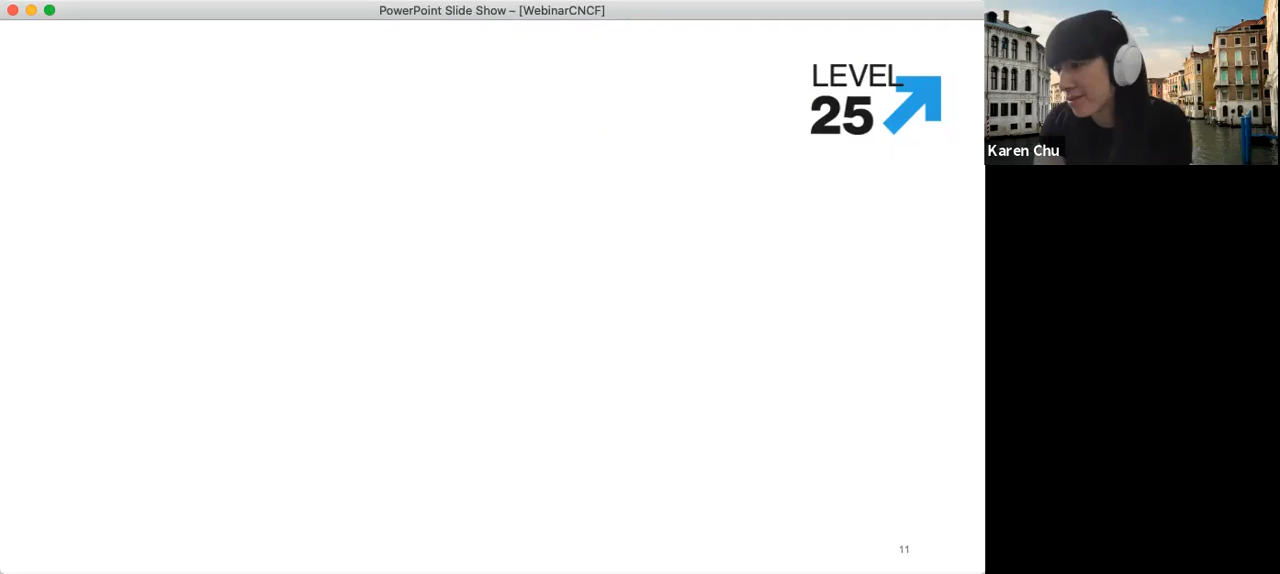 PowerPoint Slide Show – [WebinarCNCF]
LEVEL
25
Karen Chu
11